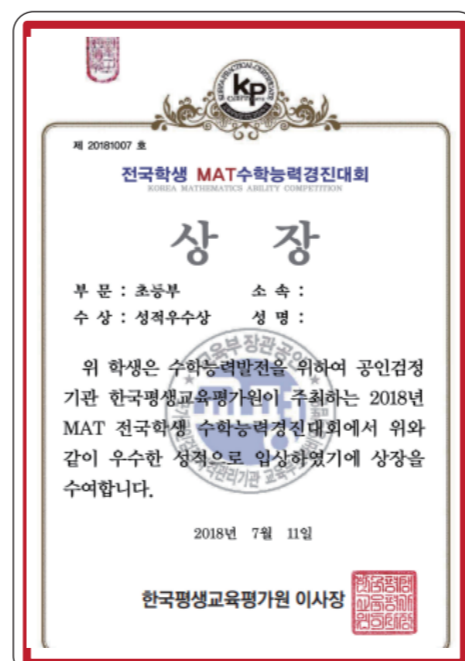 kp
제 20181007 호
전국학생 MAT수학능력경진대회
KOREA MATHEMATICS ABILITY COMPETITION
상 장
부 문 : 초등부 소 속 :
수 상 : 성적우수상 성 명 :
위 학생은 수학능력발전을 위하여 공인검정
기관 한국평생교육평가원이 주최하는 2018년
MAT 전국학생 수학능력경진대회에서 위와
같이 우수한 성적으로 입상하였기에 상장을
수여합니다.
2018년 7월 11일
한국평생교육평가원 이사장